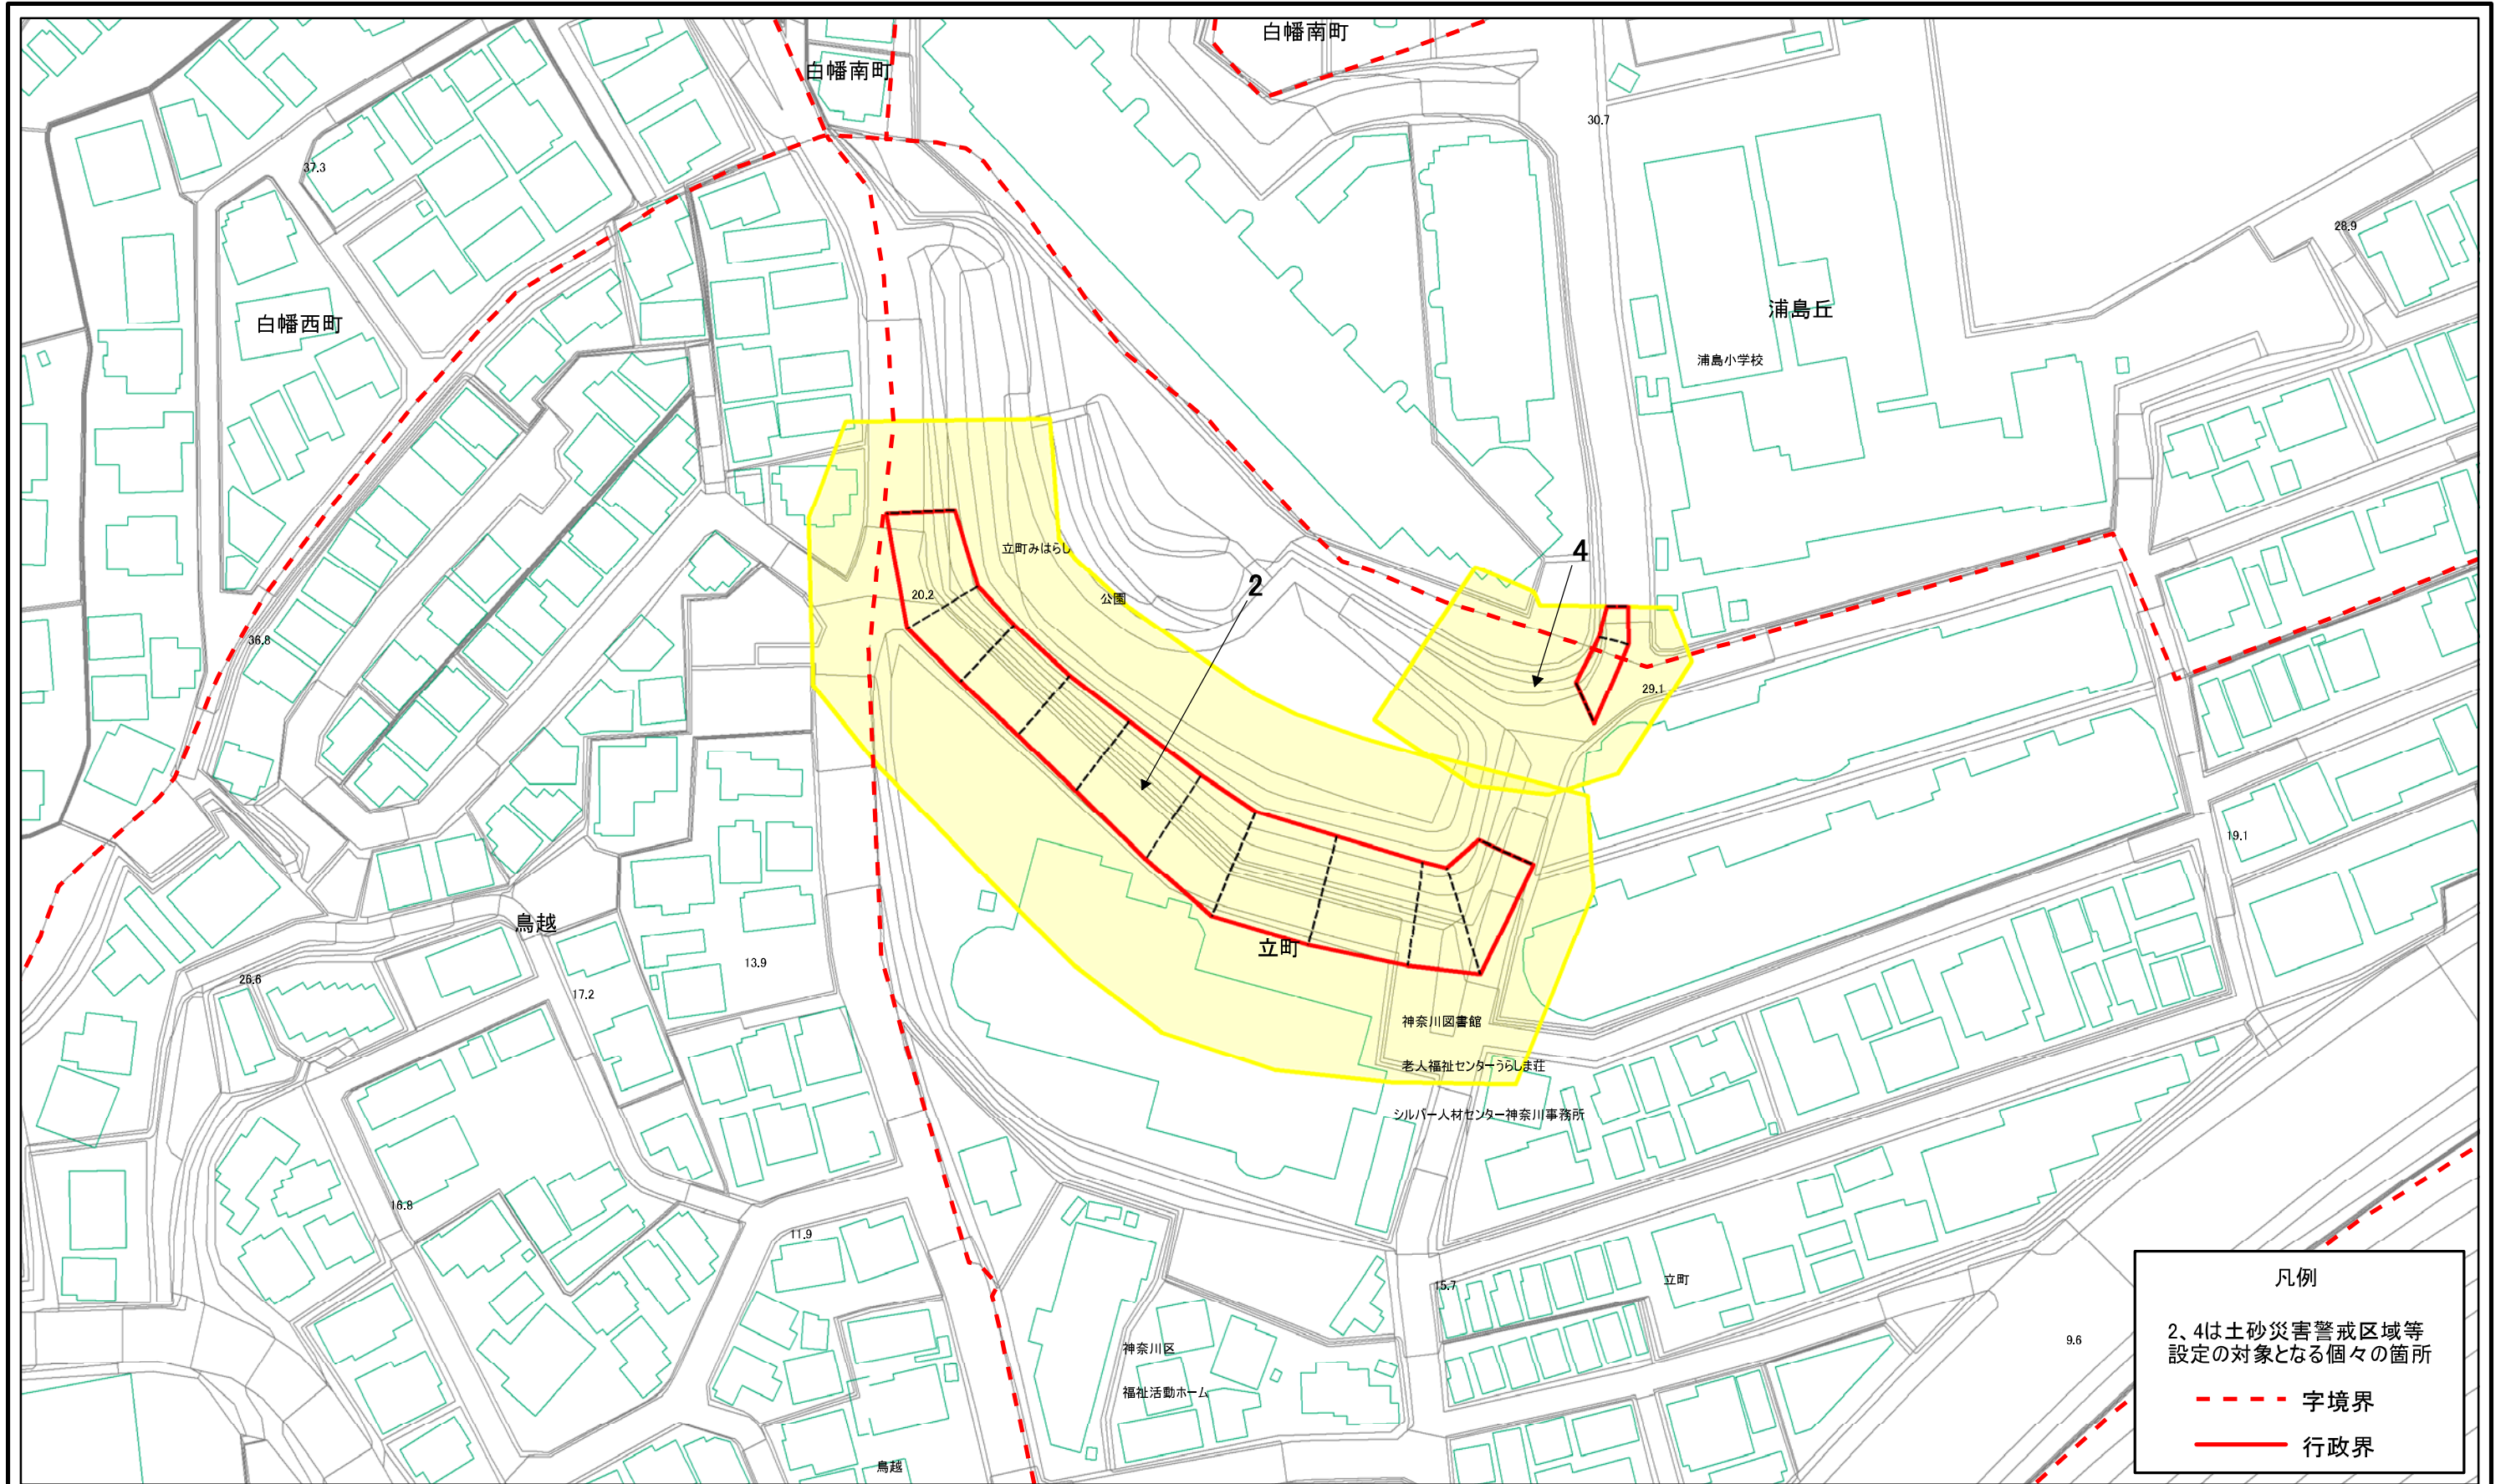 白幡南町
白幡南町
30.7
37.3
28.9
浦島丘
白幡西町
浦島小学校
立町みはらし
公園
4
2
20.2
36.8
29.1
19.1
鳥越
立町
13.9
26.6
17.2
神奈川図書館
老人福祉センターうらしま荘
シルバー人材センター神奈川事務所
16.8
11.9
15.7
立町
9.6
神奈川区
福祉活動ホーム
鳥越
凡例
2、4は土砂災害警戒区域等
設定の対象となる個々の箇所
字境界
行政界